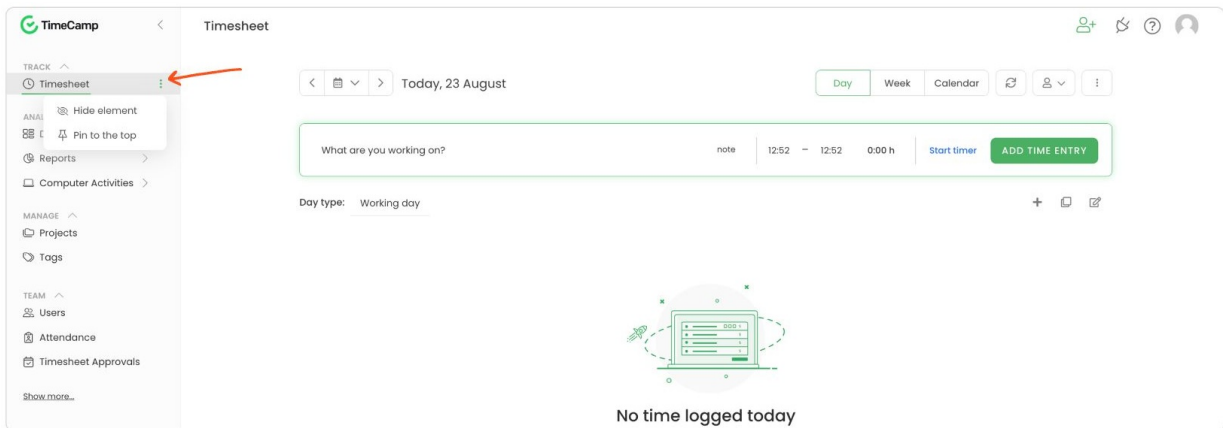 TimeCamp
Timesheet
TRACK
Timesheet
Today, 23 August
Day
Week
Calendar
Hide element
Pin to the top
What are you working on?
note
12:52 - 12:52
0:00 h
Start timer
ADD TIME ENTRY
Reports
Computer Activities
Day type: Working day
MANAGE
Projects
Tags
TEAM
Users
Attendance
Timesheet Approvals
Show more...
No time logged today